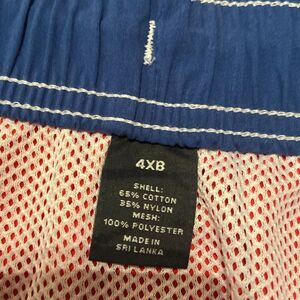 4XB
SHELL:
65% COTTON
35% NYLON
MESH:
100% POLYESTER
MADE IN
SRI LANKA